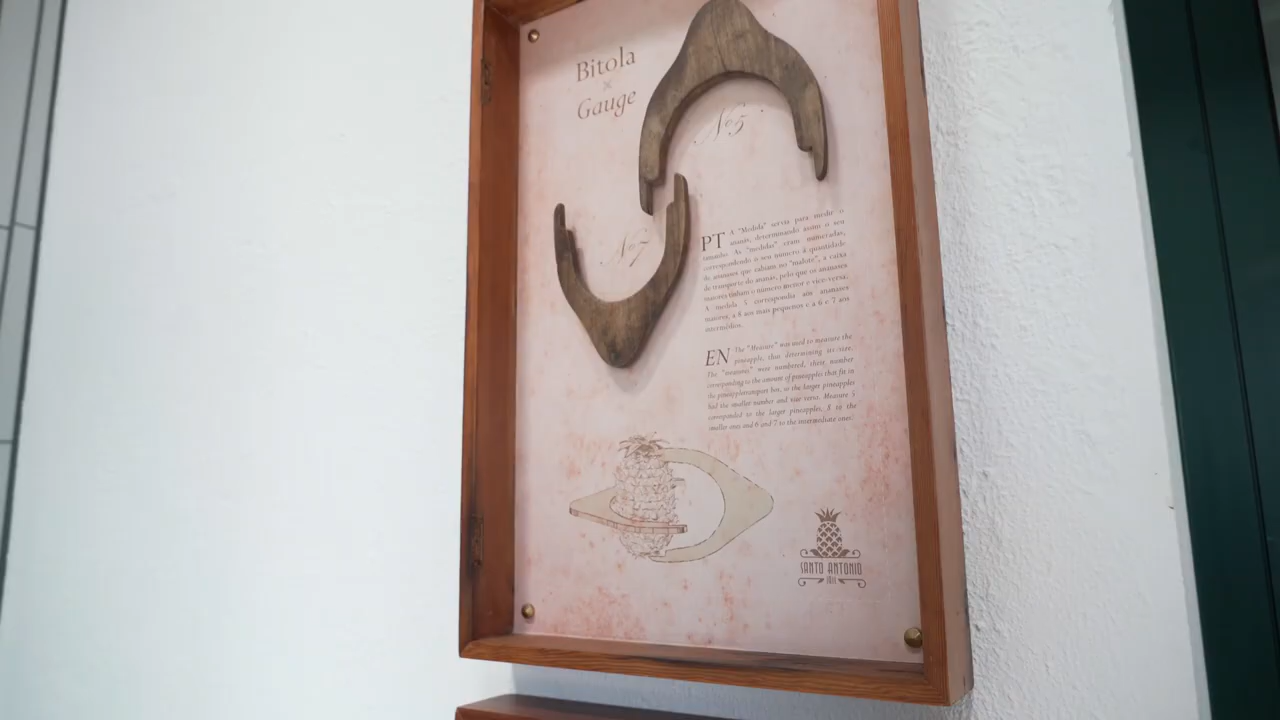 Bitola
×
Gauge
Nº5
Nº7
PT A "Medida" servia para medir o
ananás, determinando assim o seu
tamanho. As "medidas" eram numeradas,
correspondendo o seu número à quantidade
de ananases que cabiam no "malote", a caixa
de transporte do ananás, pelo que os ananases
maiores tinham o número menor e vice-versa.
A medida 5 correspondia aos ananases
maiores, a 8 aos mais pequenos e a 6 e 7 aos
intermédios.
EN The "Measure" was used to measure the
pineapple, thus determining its size.
The "measures" were numbered, their number
corresponding to the amount of pineapples that fit in
the pineapple transport box, so the larger pineapples
had the smaller number and vice versa. Measure 5
corresponded to the larger pineapples, 8 to the
smaller ones and 6 and 7 to the intermediate ones.
SANTO ANTONIO